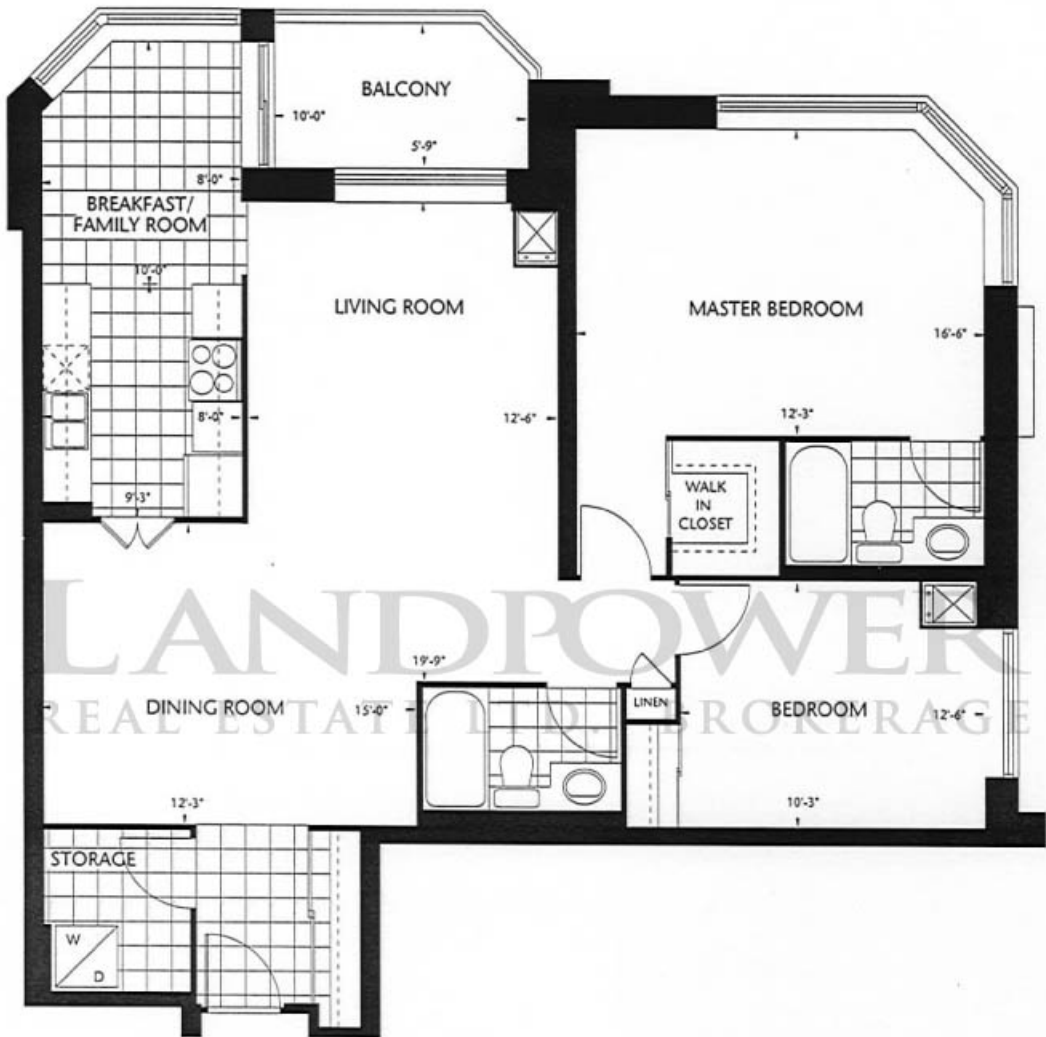 BALCONY
10'-0"
5'-9"
8'-0"
BREAKFAST/
FAMILY ROOM
10'-0"
LIVING ROOM
MASTER BEDROOM
16'-6"
8'-0"
12'-6"
12'-3"
WALK
IN
CLOSET
9'-3"
LANDPOWER
REAL ESTATE LTD. BROKERAGE
19'-9"
DINING ROOM
15'-0"
LINEN
BEDROOM
12'-6"
12'-3"
10'-3"
STORAGE
W
D